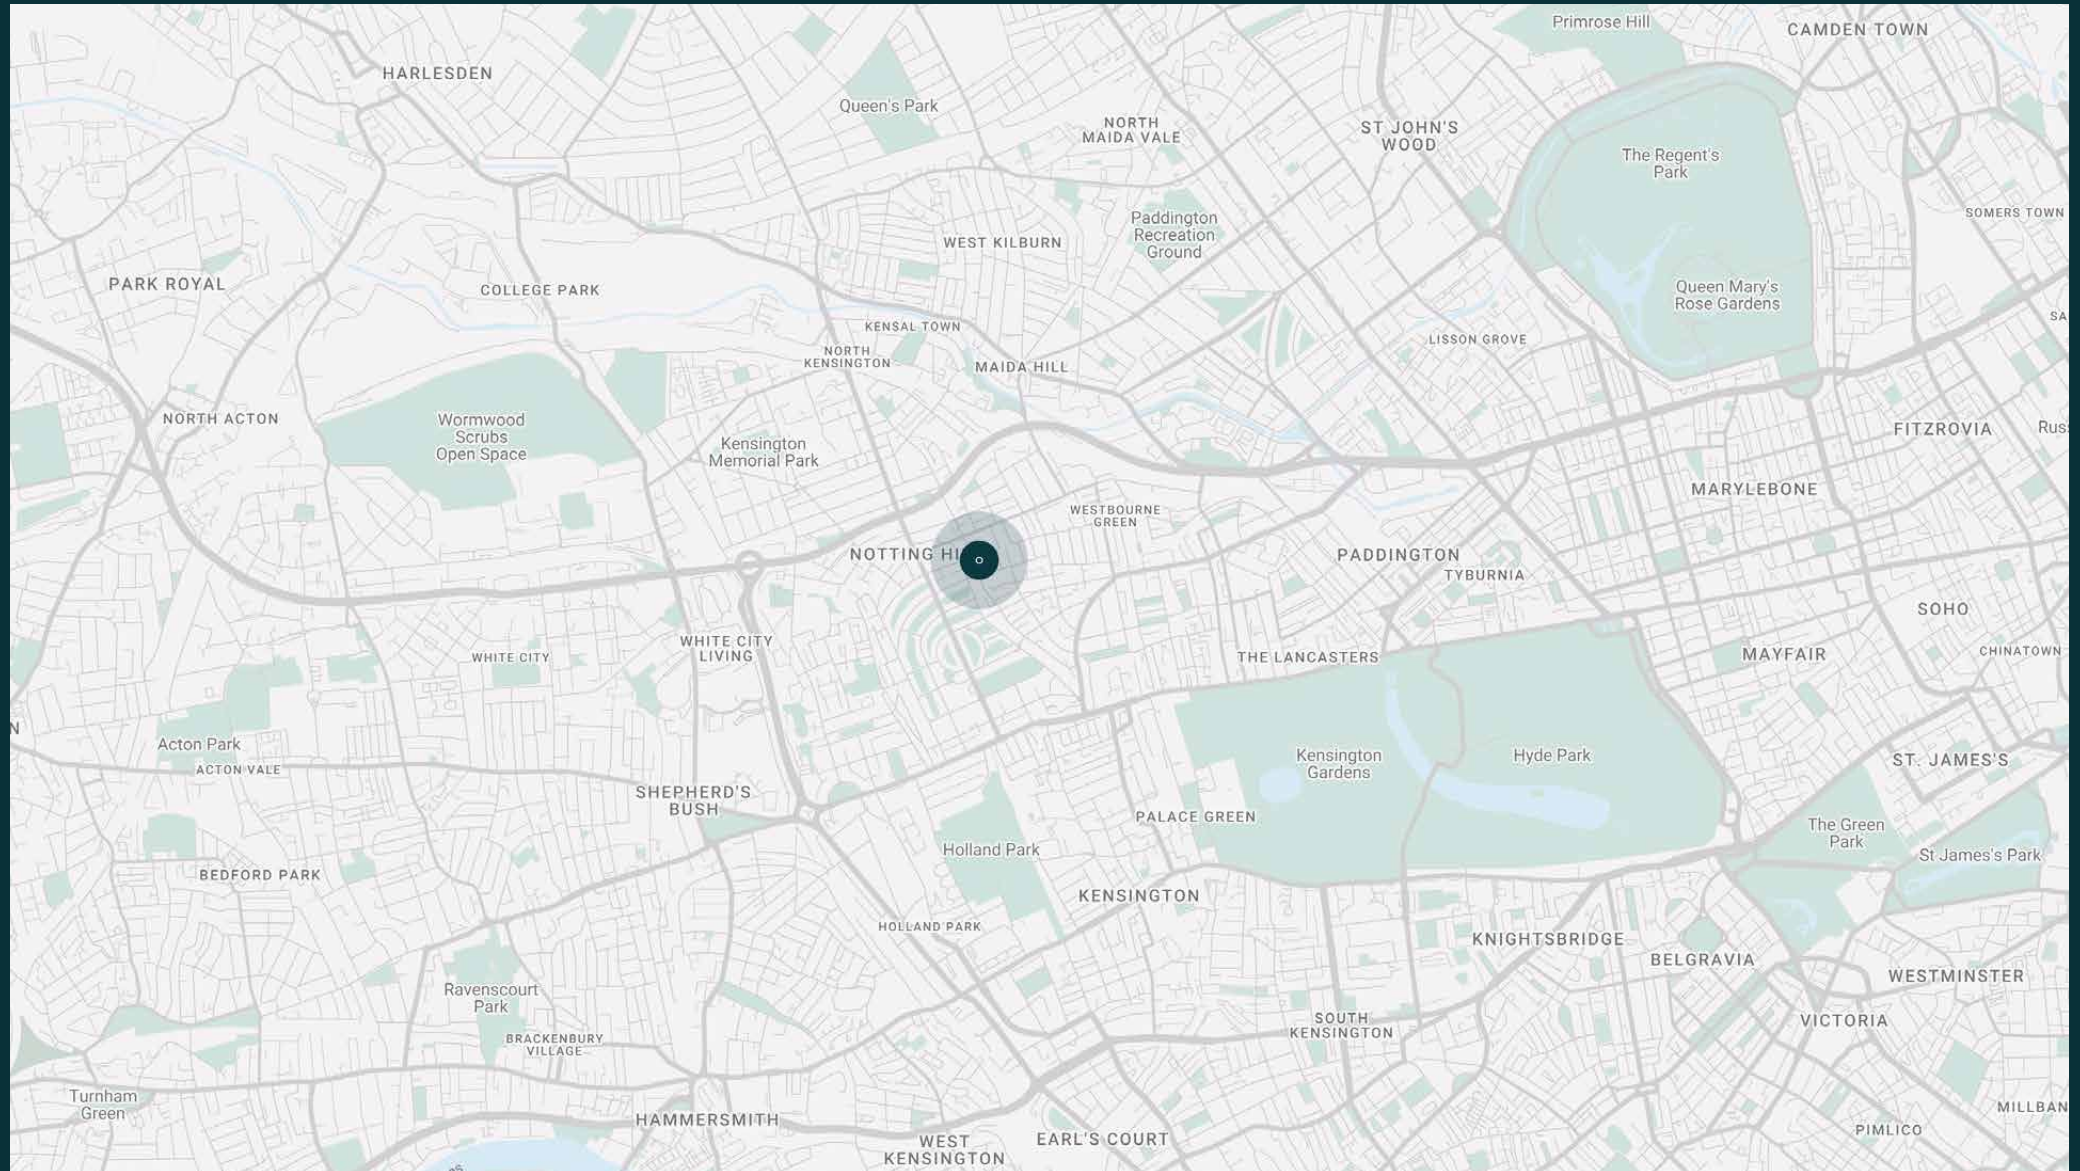 Primrose Hill
CAMDEN TOWN
HARLESDEN
Queen's Park
NORTH
MAIDA VALE
ST JOHN'S
WOOD
The Regent's
Park
SOMERS TOWN
Paddington
Recreation
Ground
WEST KILBURN
PARK ROYAL
COLLEGE PARK
Queen Mary's
Rose Gardens
KENSAL TOWN
SA
LISSON GROVE
NORTH
KENSINGTON
MAIDA HILL
NORTH ACTON
Wormwood
Scrubs
Open Space
Kensington
Memorial Park
FITZROVIA
Rus
MARYLEBONE
WESTBOURNE
GREEN
NOTTING HI
PADDINGTON
TYBURNIA
SOHO
WHITE CITY
LIVING
WHITE CITY
THE LANCASTERS
MAYFAIR
CHINATOWN
N
Acton Park
ACTON VALE
Kensington
Gardens
Hyde Park
ST. JAMES'S
SHEPHERD'S
BUSH
PALACE GREEN
The Green
Park
Holland Park
St James's Park
BEDFORD PARK
KENSINGTON
HOLLAND PARK
KNIGHTSBRIDGE
BELGRAVIA
WESTMINSTER
Ravenscourt
Park
SOUTH
KENSINGTON
VICTORIA
BRACKENBURY
VILLAGE
Turnham
Green
MILLBAN
HAMMERSMITH
PIMLICO
WEST
KENSINGTON
EARL'S COURT